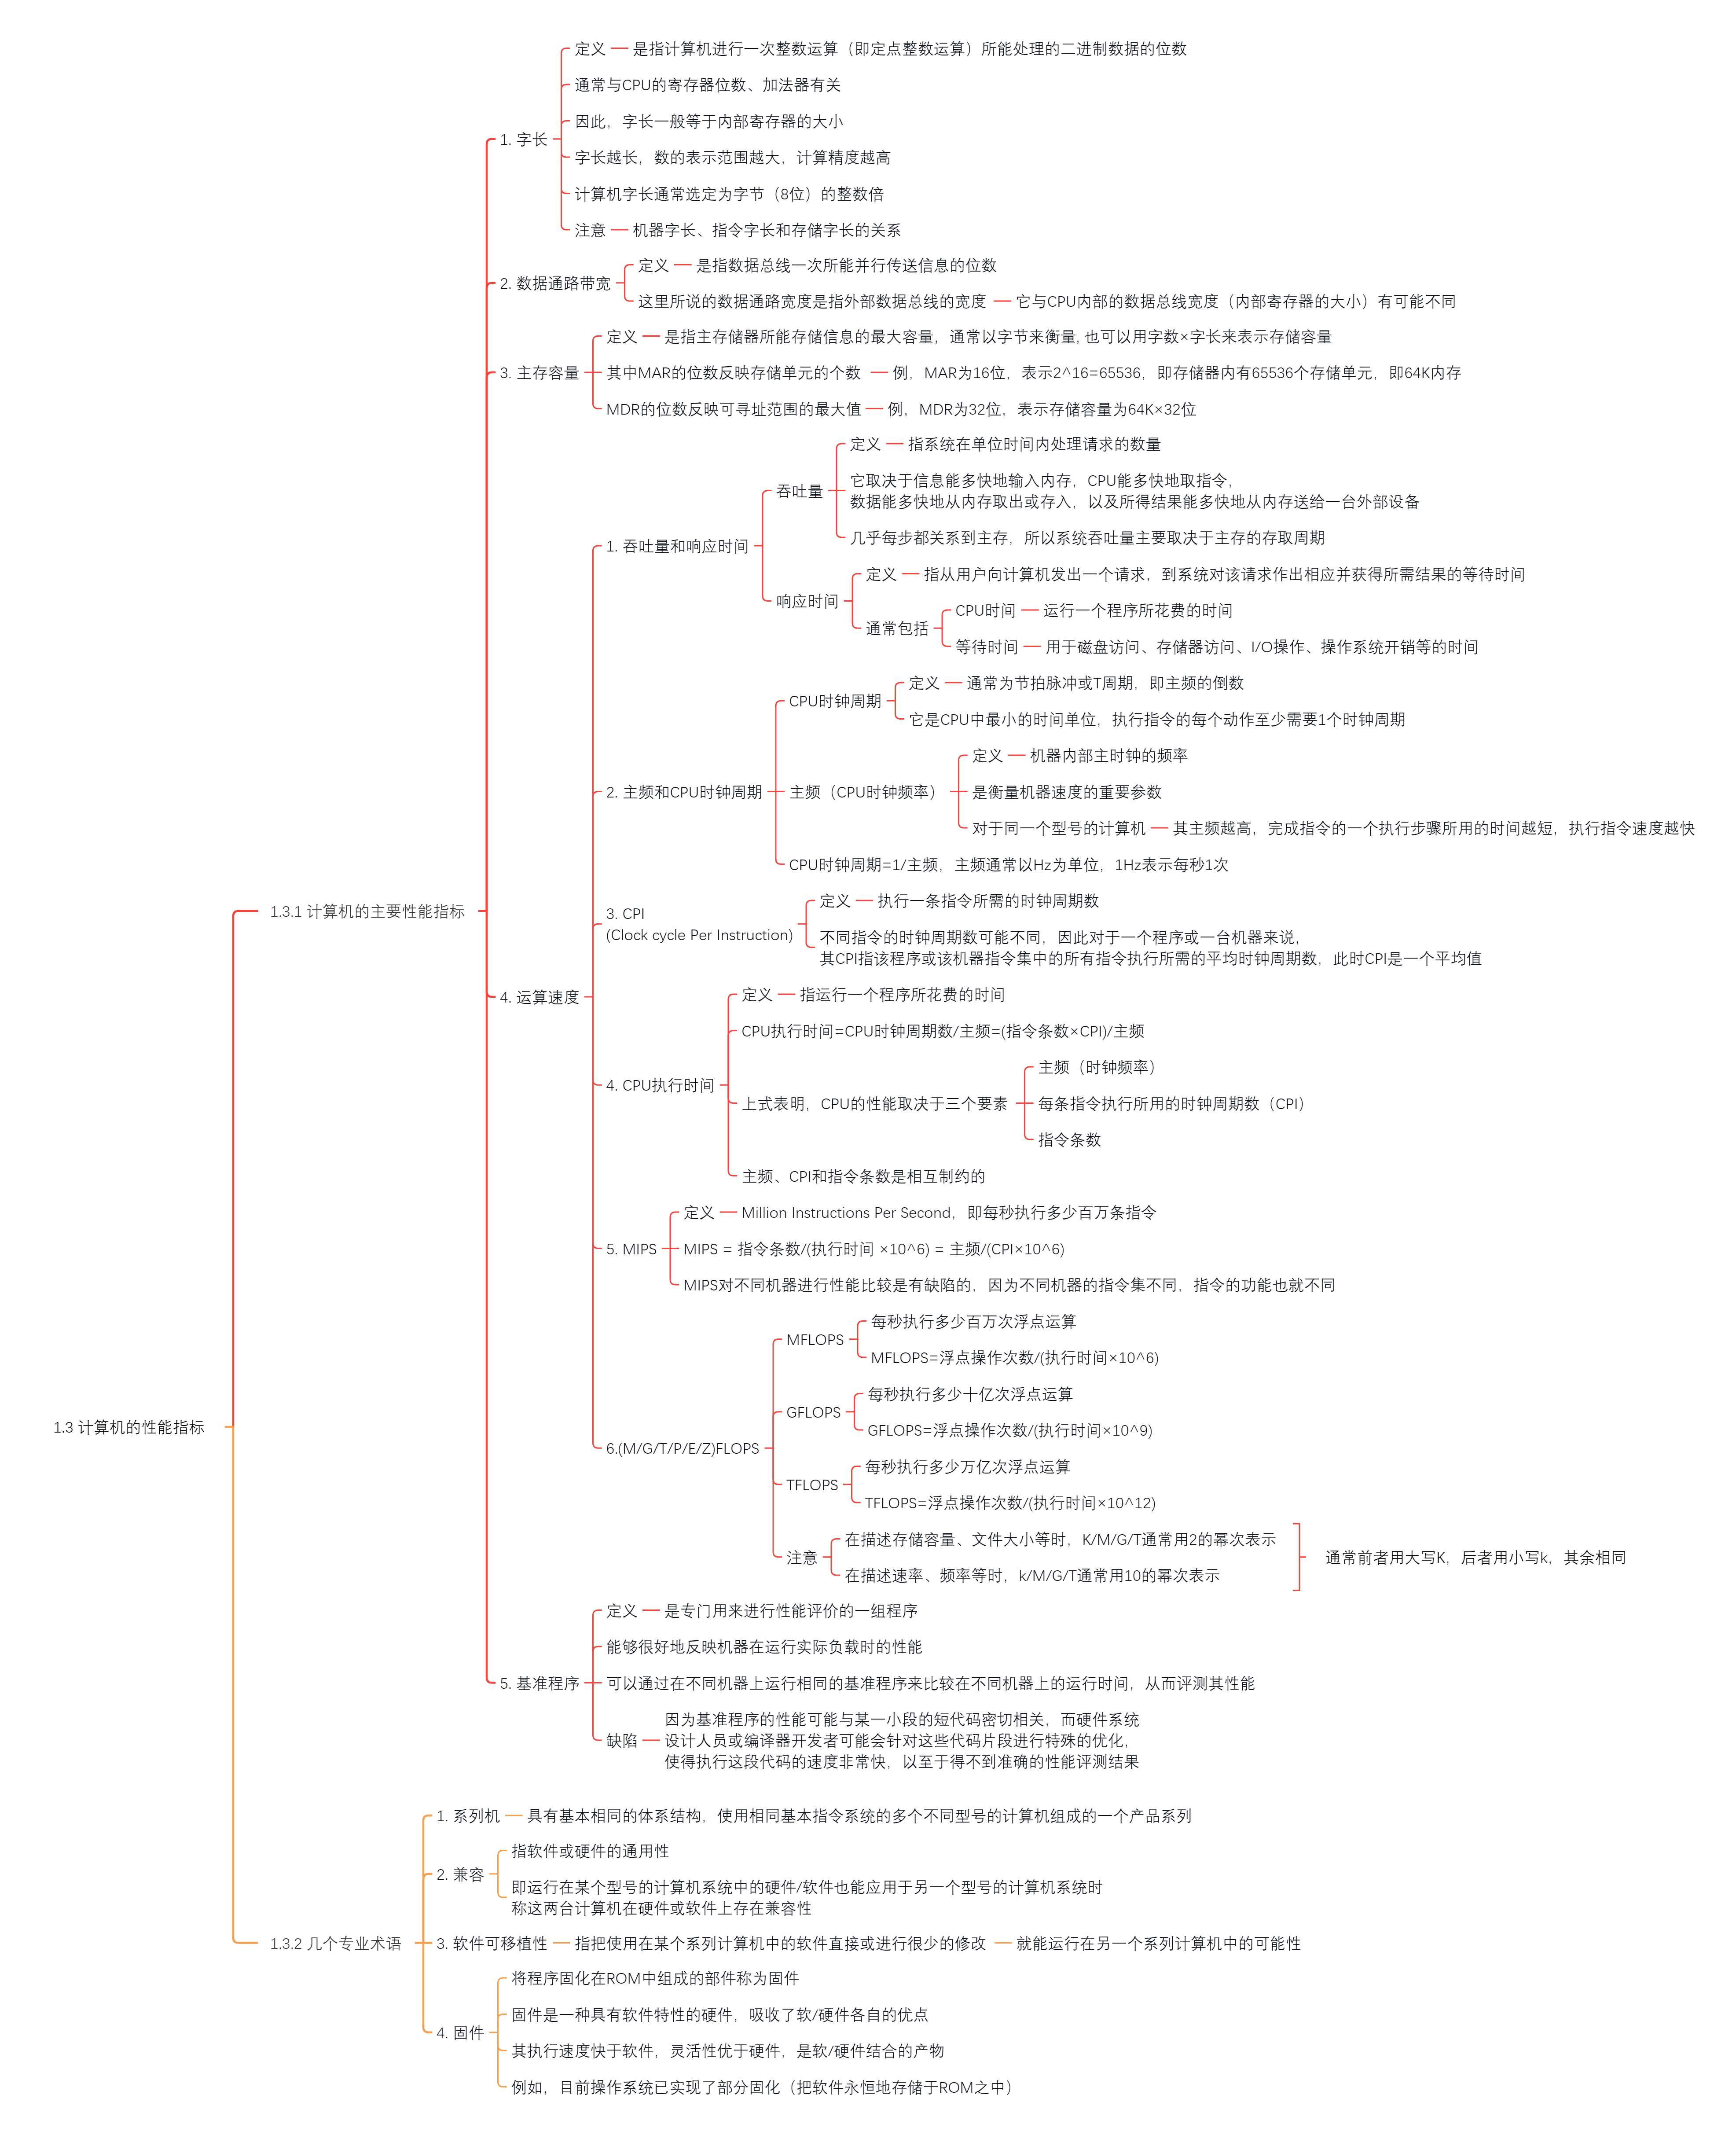 1.3 计算机的性能指标
1.3.1 计算机的主要性能指标
1. 字长
定义
是指计算机进行一次整数运算（即定点整数运算）所能处理的二进制数据的位数
通常与CPU的寄存器位数、加法器有关
因此，字长一般等于内部寄存器的大小
字长越长，数的表示范围越大，计算精度越高
计算机字长通常选定为字节（8位）的整数倍
注意
机器字长、指令字长和存储字长的关系
2. 数据通路带宽
定义
是指数据总线一次所能并行传送信息的位数
这里所说的数据通路宽度是指外部数据总线的宽度
它与CPU内部的数据总线宽度（内部寄存器的大小）有可能不同
3. 主存容量
定义
是指主存储器所能存储信息的最大容量，通常以字节来衡量, 也可以用字数×字长来表示存储容量
其中MAR的位数反映存储单元的个数
例，MAR为16位，表示2^16=65536，即存储器内有65536个存储单元，即64K内存
MDR的位数反映可寻址范围的最大值
例，MDR为32位，表示存储容量为64K×32位
4. 运算速度
1. 吞吐量和响应时间
吞吐量
定义
指系统在单位时间内处理请求的数量
它取决于信息能多快地输入内存，CPU能多快地取指令，
数据能多快地从内存取出或存入，以及所得结果能多快地从内存送给一台外部设备
几乎每步都关系到主存，所以系统吞吐量主要取决于主存的存取周期
响应时间
定义
指从用户向计算机发出一个请求，到系统对该请求作出相应并获得所需结果的等待时间
通常包括
CPU时间
运行一个程序所花费的时间
等待时间
用于磁盘访问、存储器访问、I/O操作、操作系统开销等的时间
2. 主频和CPU时钟周期
CPU时钟周期
定义
通常为节拍脉冲或T周期，即主频的倒数
它是CPU中最小的时间单位，执行指令的每个动作至少需要1个时钟周期
主频（CPU时钟频率）
定义
机器内部主时钟的频率
是衡量机器速度的重要参数
对于同一个型号的计算机
其主频越高，完成指令的一个执行步骤所用的时间越短，执行指令速度越快
CPU时钟周期=1/主频，主频通常以Hz为单位，1Hz表示每秒1次
3. CPI
(Clock cycle Per Instruction)
定义
执行一条指令所需的时钟周期数
不同指令的时钟周期数可能不同，因此对于一个程序或一台机器来说，
其CPI指该程序或该机器指令集中的所有指令执行所需的平均时钟周期数，此时CPI是一个平均值
4. CPU执行时间
定义
指运行一个程序所花费的时间
CPU执行时间=CPU时钟周期数/主频=(指令条数×CPI)/主频
上式表明，CPU的性能取决于三个要素
主频（时钟频率）
每条指令执行所用的时钟周期数（CPI）
指令条数
主频、CPI和指令条数是相互制约的
5. MIPS
定义
Million Instructions Per Second，即每秒执行多少百万条指令
MIPS = 指令条数/(执行时间 ×10^6) = 主频/(CPI×10^6)
MIPS对不同机器进行性能比较是有缺陷的，因为不同机器的指令集不同，指令的功能也就不同
6.(M/G/T/P/E/Z)FLOPS
MFLOPS
每秒执行多少百万次浮点运算
MFLOPS=浮点操作次数/(执行时间×10^6)
GFLOPS
每秒执行多少十亿次浮点运算
GFLOPS=浮点操作次数/(执行时间×10^9)
TFLOPS
每秒执行多少万亿次浮点运算
TFLOPS=浮点操作次数/(执行时间×10^12)
注意
在描述存储容量、文件大小等时，K/M/G/T通常用2的幂次表示
在描述速率、频率等时，k/M/G/T通常用10的幂次表示
通常前者用大写K，后者用小写k，其余相同
5. 基准程序
定义
是专门用来进行性能评价的一组程序
能够很好地反映机器在运行实际负载时的性能
可以通过在不同机器上运行相同的基准程序来比较在不同机器上的运行时间，从而评测其性能
缺陷
因为基准程序的性能可能与某一小段的短代码密切相关，而硬件系统
设计人员或编译器开发者可能会针对这些代码片段进行特殊的优化，
使得执行这段代码的速度非常快，以至于得不到准确的性能评测结果
1.3.2 几个专业术语
1. 系列机
具有基本相同的体系结构，使用相同基本指令系统的多个不同型号的计算机组成的一个产品系列
2. 兼容
指软件或硬件的通用性
即运行在某个型号的计算机系统中的硬件/软件也能应用于另一个型号的计算机系统时
称这两台计算机在硬件或软件上存在兼容性
3. 软件可移植性
指把使用在某个系列计算机中的软件直接或进行很少的修改
就能运行在另一个系列计算机中的可能性
4. 固件
将程序固化在ROM中组成的部件称为固件
固件是一种具有软件特性的硬件，吸收了软/硬件各自的优点
其执行速度快于软件，灵活性优于硬件，是软/硬件结合的产物
例如，目前操作系统已实现了部分固化（把软件永恒地存储于ROM之中）